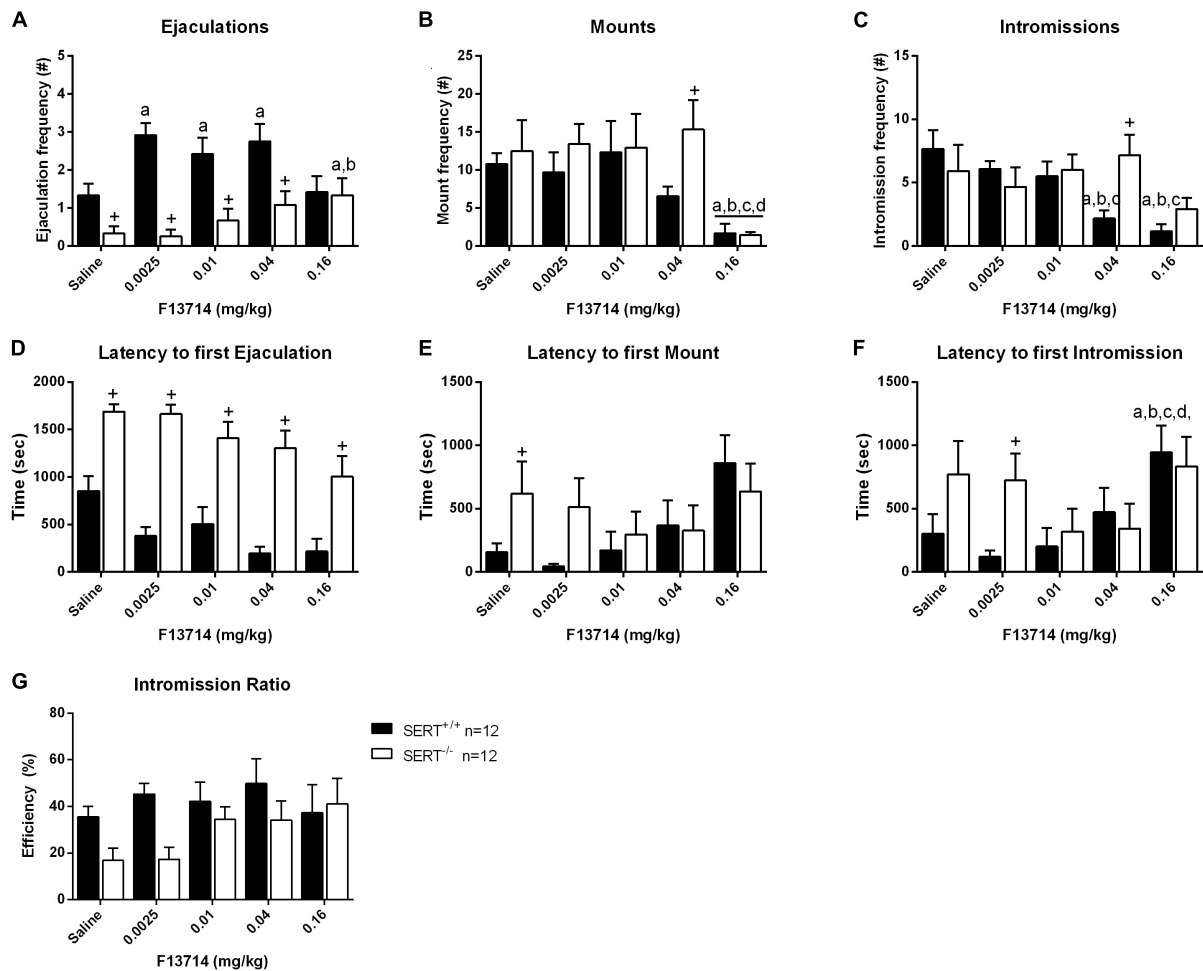 A
Ejaculations
Ejaculation frequency (#)
5
4
3
2
1
0
a
a
a
a,b
+
+
+
+
Saline
0.0025
0.01
0.04
0.16
F13714 (mg/kg)
B
Mounts
Mount frequency (#)
25
20
15
10
5
0
+
a,b,c,d
Saline
0.0025
0.01
0.04
0.16
F13714 (mg/kg)
C
Intromissions
Intromission frequency (#)
15
10
5
0
+
a,b,c
a,b,c
Saline
0.0025
0.01
0.04
0.16
F13714 (mg/kg)
D
Latency to first Ejaculation
Time (sec)
2000
1500
1000
500
0
+
+
+
+
+
Saline
0.0025
0.01
0.04
0.16
F13714 (mg/kg)
E
Latency to first Mount
Time (sec)
1500
1000
500
0
+
Saline
0.0025
0.01
0.04
0.16
F13714 (mg/kg)
F
Latency to first Intromission
Time (sec)
1500
1000
500
0
+
a,b,c,d,
Saline
0.0025
0.01
0.04
0.16
F13714 (mg/kg)
G
Intromission Ratio
Efficiency (%)
80
60
40
20
0
Saline
0.0025
0.01
0.04
0.16
F13714 (mg/kg)
SERT+/+ n=12
SERT-/- n=12